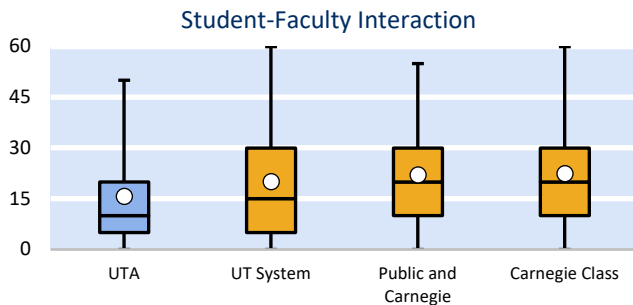 Student-Faculty Interaction
60
45
30
15
0
UTA
UT System
Public and
Carnegie
Carnegie Class